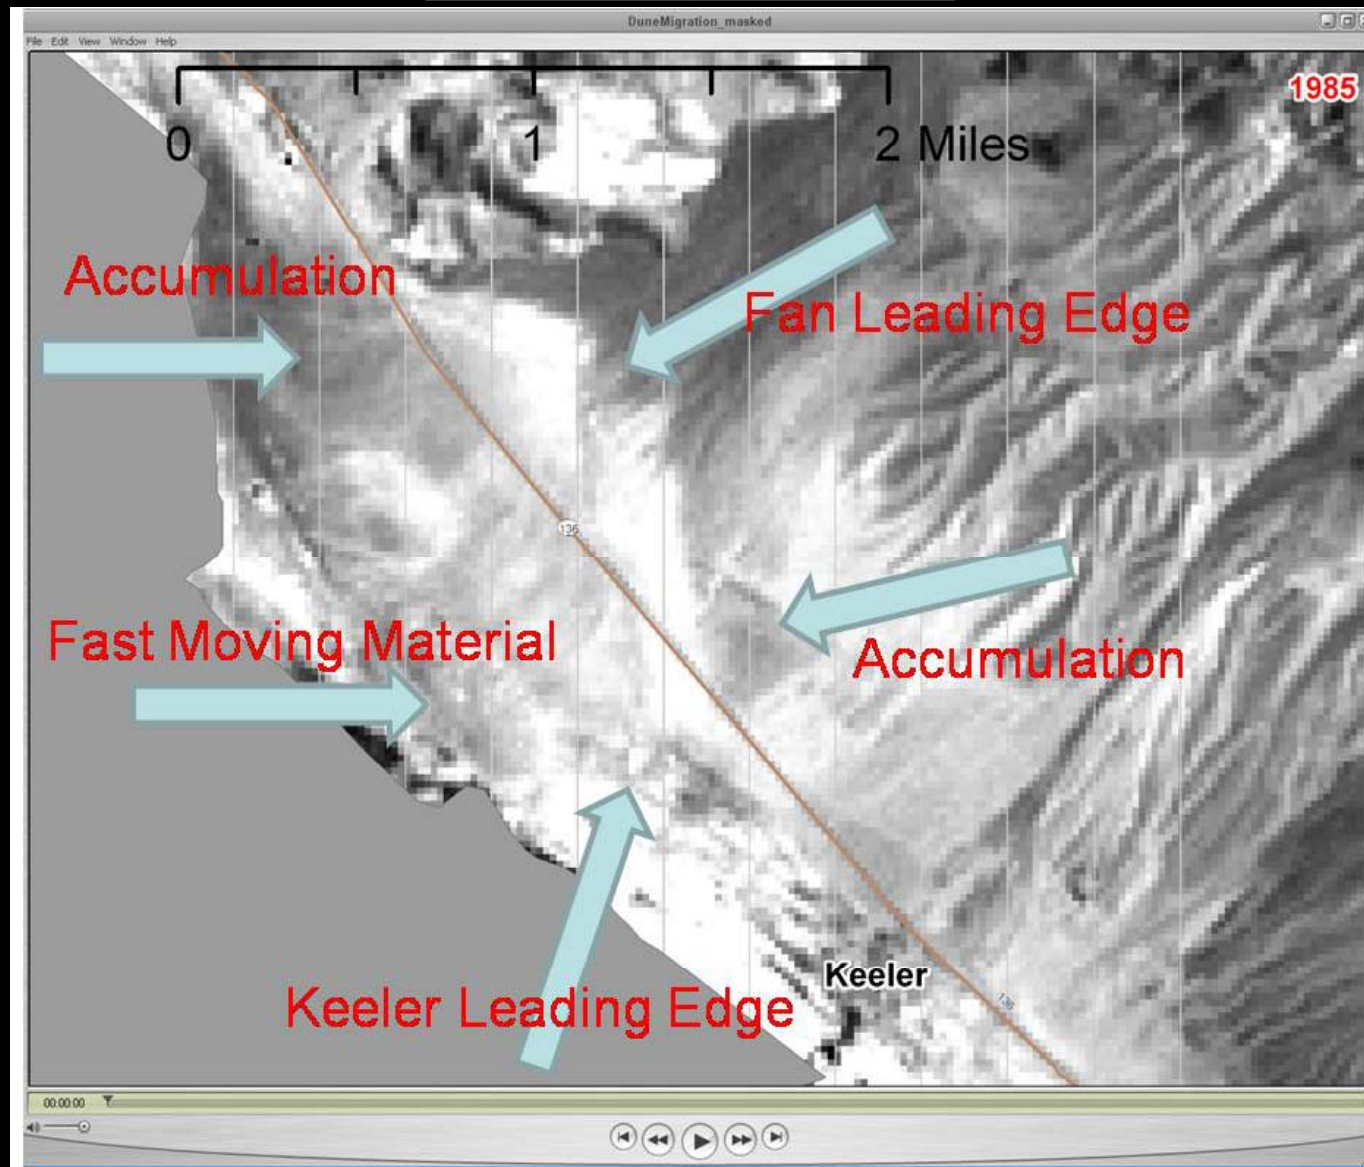 DuneMigration_masked
File Edit View Window Help
1985
0 1 2 Miles
Accumulation
Fan Leading Edge
136
Fast Moving Material
Accumulation
Keeler
Keeler Leading Edge
136
00:00:00